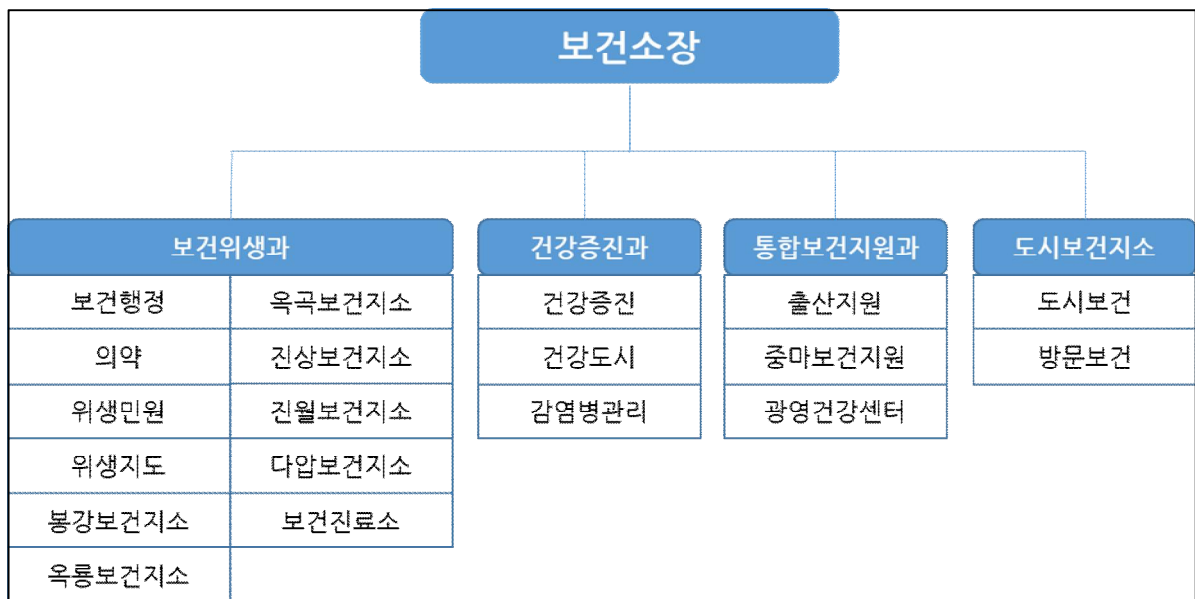 보건소장
보건위생과 건강증진과 통합보건지원과 도시보건지소
보건행정 옥곡보건지소 건강증진 출산지원 도시보건
의약 진상보건지소 건강도시 중마보건지원 방문보건
위생민원 진월보건지소 감염병관리 광영건강센터
위생지도 다압보건지소
봉강보건지소 보건진료소
옥룡보건지소